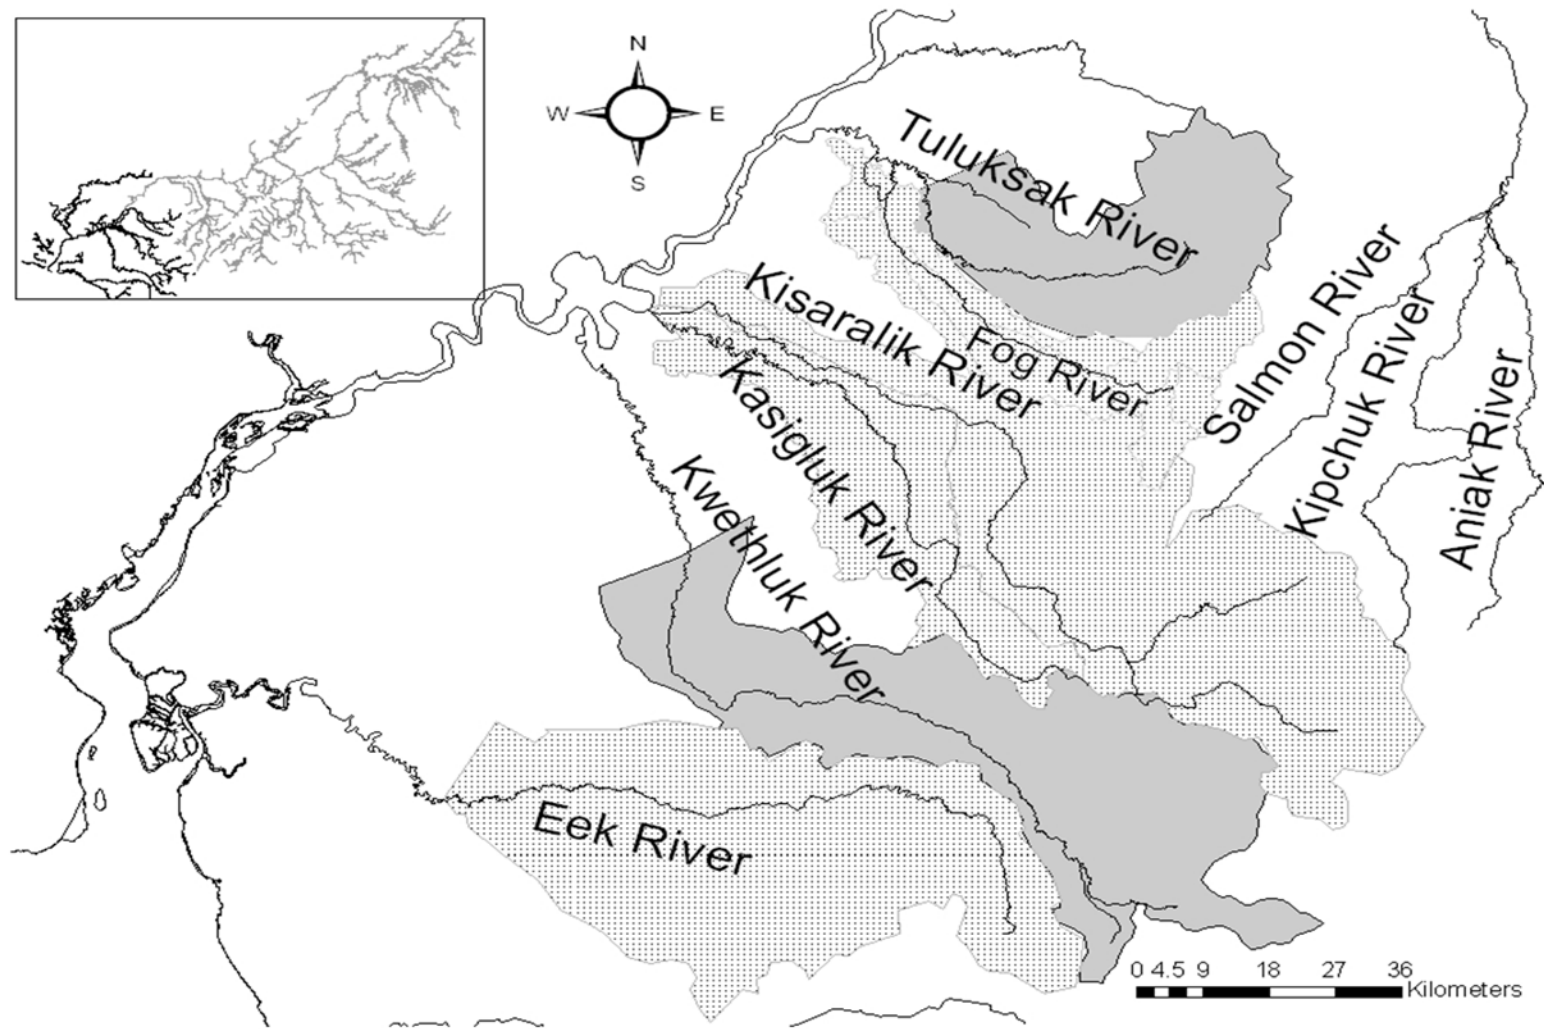 N
W E
S
Tuluksak River
Kisaralik River
Fog River
Salmon River
Kasigluk River
Kipchuk River
Aniak River
Kwethluk River
Eek River
0 4.5 9 18 27 36
Kilometers